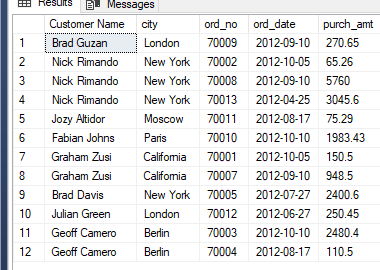 Results Messages
Customer Name city ord_no ord_date purch_amt
1 Brad Guzan London 70009 2012-09-10 270.65
2 Nick Rimando New York 70002 2012-10-05 65.26
3 Nick Rimando New York 70008 2012-09-10 5760
4 Nick Rimando New York 70013 2012-04-25 3045.6
5 Jozy Altidor Moscow 70011 2012-08-17 75.29
6 Fabian Johns Paris 70010 2012-10-10 1983.43
7 Graham Zusi California 70001 2012-10-05 150.5
8 Graham Zusi California 70007 2012-09-10 948.5
9 Brad Davis New York 70005 2012-07-27 2400.6
10 Julian Green London 70012 2012-06-27 250.45
11 Geoff Camero Berlin 70003 2012-10-10 2480.4
12 Geoff Camero Berlin 70004 2012-08-17 110.5